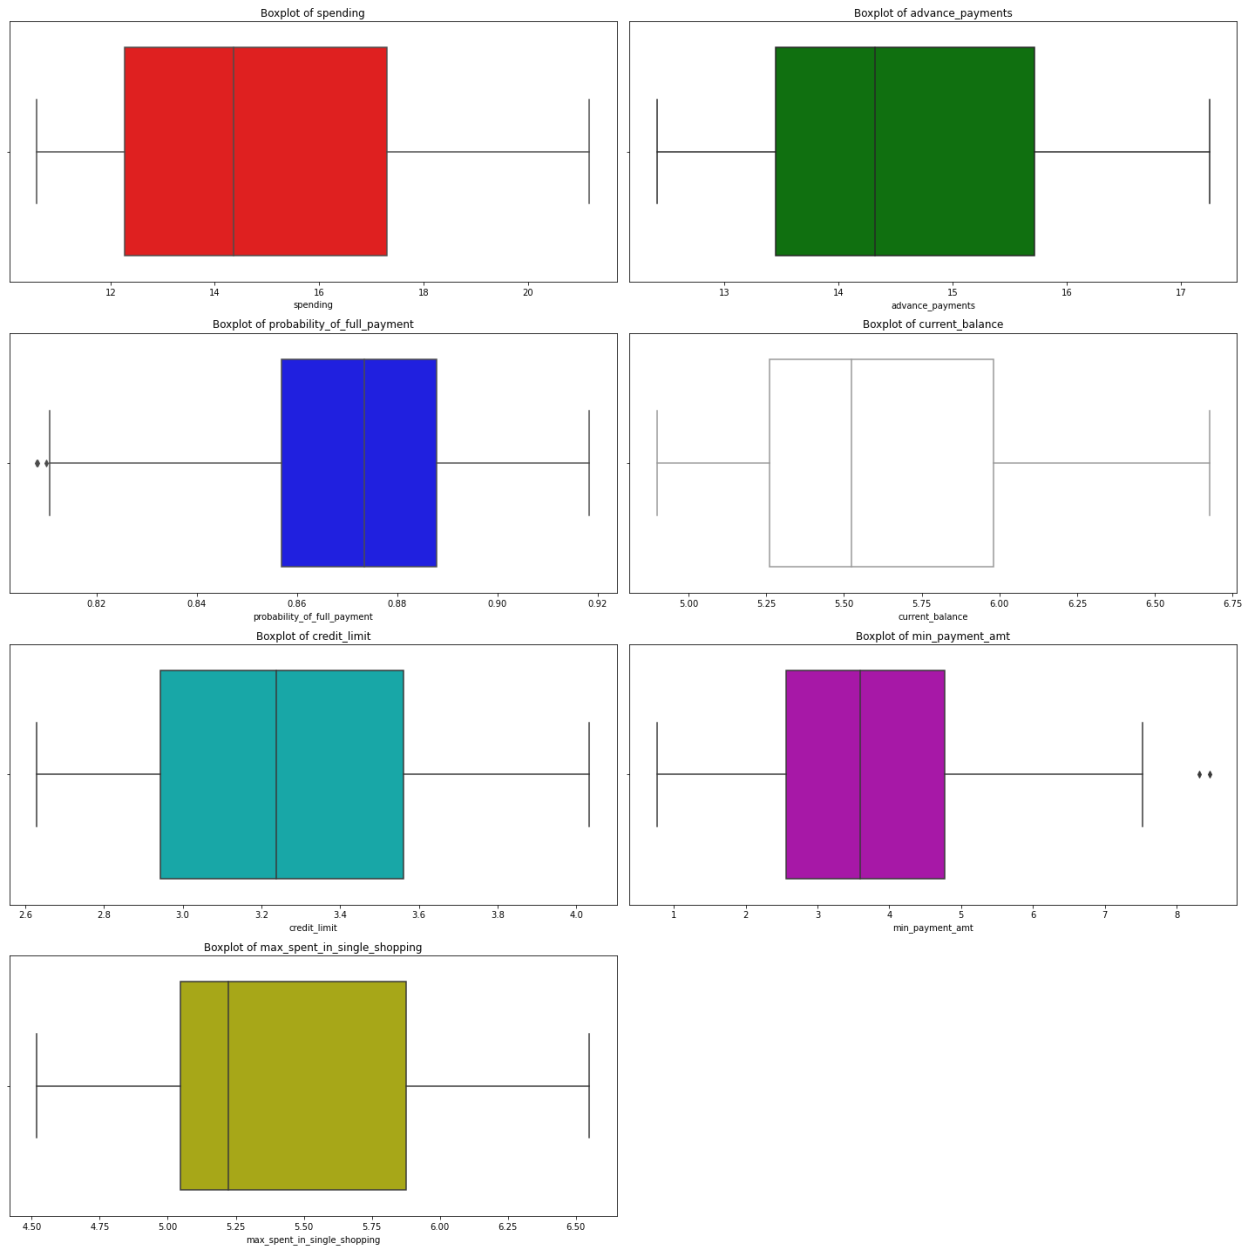 Boxplot of spending
12 14 16 18 20
spending
Boxplot of advance_payments
13 14 15 16 17
advance_payments
Boxplot of probability_of_full_payment
0.82 0.84 0.86 0.88 0.90 0.92
probability_of_full_payment
Boxplot of current_balance
5.00 5.25 5.50 5.75 6.00 6.25 6.50 6.75
current_balance
Boxplot of credit_limit
2.6 2.8 3.0 3.2 3.4 3.6 3.8 4.0
credit_limit
Boxplot of min_payment_amt
1 2 3 4 5 6 7 8
min_payment_amt
Boxplot of max_spent_in_single_shopping
4.50 4.75 5.00 5.25 5.50 5.75 6.00 6.25 6.50
max_spent_in_single_shopping